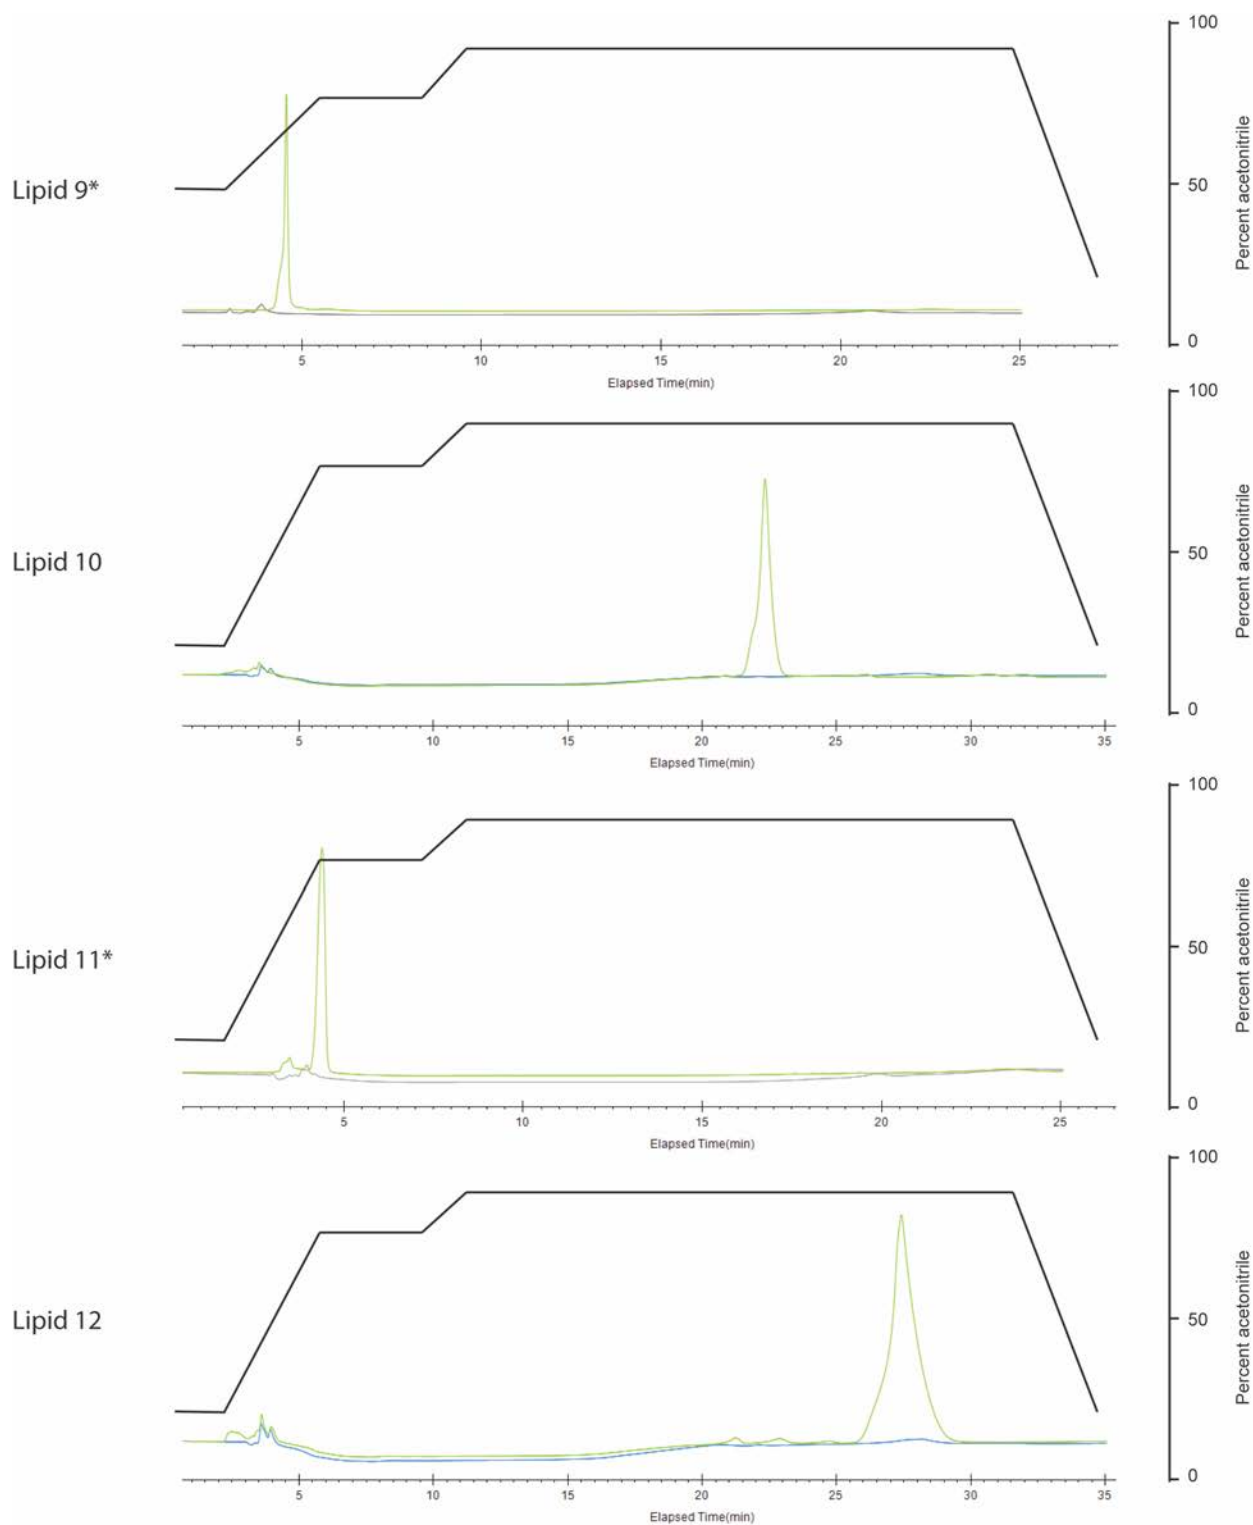 100
50
0
Percent acetonitrile
Lipid 9*
5 10 15 20 25
Elapsed Time(min)
100
50
0
Percent acetonitrile
Lipid 10
5 10 15 20 25 30 35
Elapsed Time(min)
100
50
0
Percent acetonitrile
Lipid 11*
5 10 15 20 25
Elapsed Time(min)
100
50
0
Percent acetonitrile
Lipid 12
5 10 15 20 25 30 35
Elapsed Time(min)